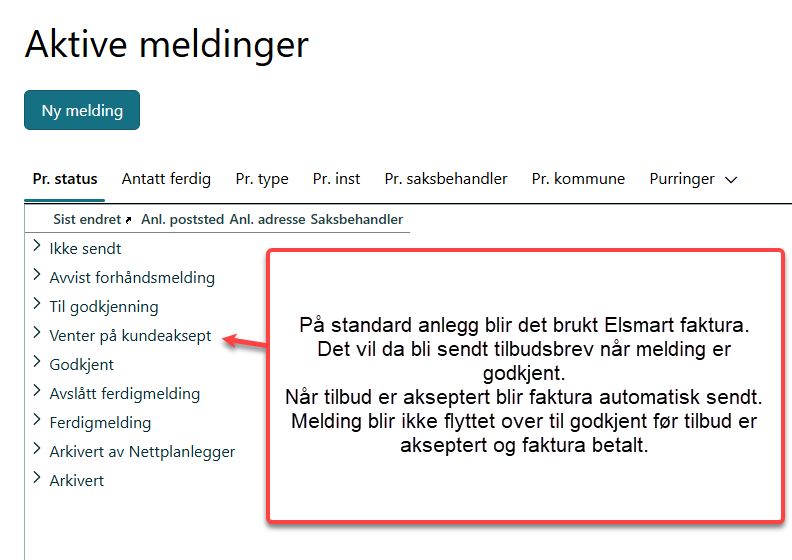 Aktive meldinger
Ny melding
Pr. status Antatt ferdig Pr. type Pr. inst Pr. saksbehandler Pr. kommune Purringer
Sist endret Anl. poststed Anl. adresse Saksbehandler
Ikke sendt
Avvist forhåndsmelding
Til godkjenning
Venter på kundeaksept
Godkjent
Avslått ferdigmelding
Ferdigmelding
Arkivert av Nettplanlegger
Arkivert
På standard anlegg blir det brukt Elsmart faktura.
Det vil da bli sendt tilbudsbrev når melding er
godkjent.
Når tilbud er akseptert blir faktura automatisk sendt.
Melding blir ikke flyttet over til godkjent før tilbud er
akseptert og faktura betalt.